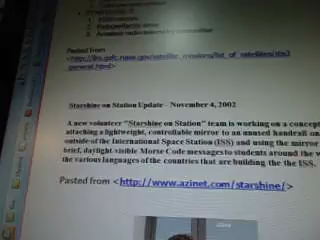 Pasted from
Starshine on Station Update - November 4, 2002
A new volunteer "Starshine on Station" team is working on a concept
attaching a lightweight, controllable mirror to an unused handrail on
outside of the International Space Station (ISS) and using the mirror
brief, daylight-visible Morse Code messages to students around the w
the various languages of the countries that are building the the ISS.
Pasted from <http://www.azinet.com/starshine/>